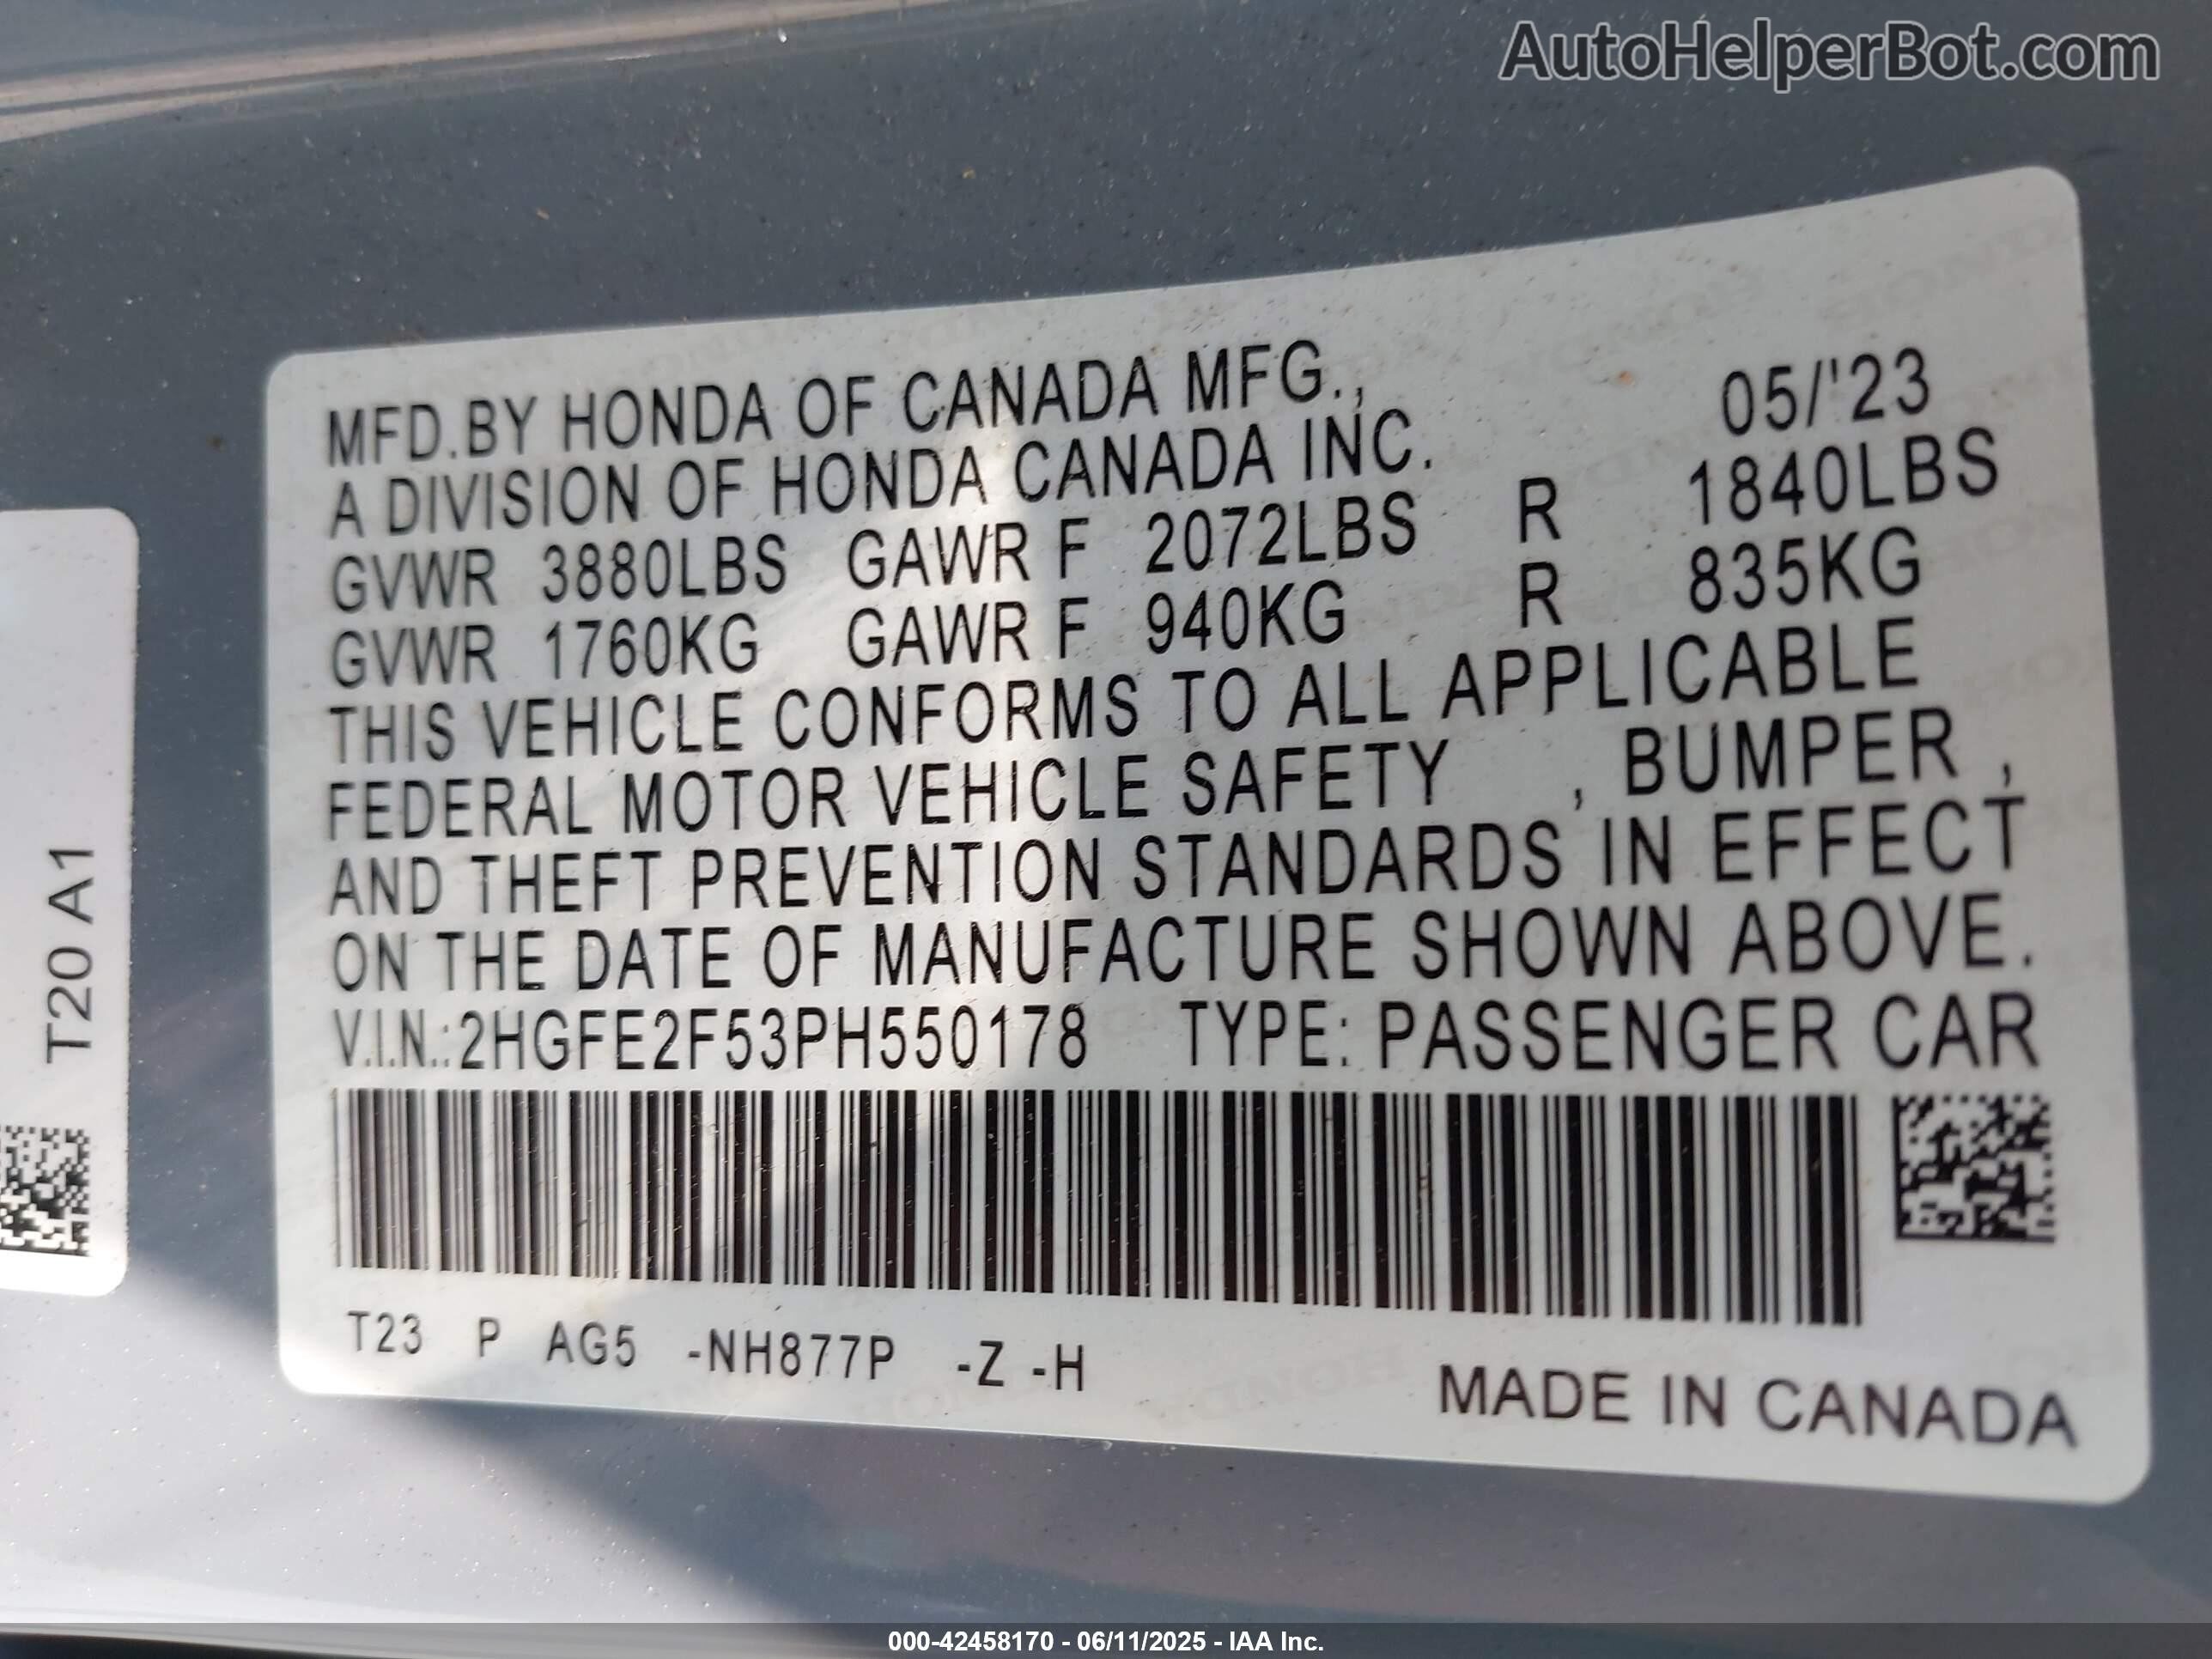 AutoHelperBot.com
MFD.BY HONDA OF CANADA MFG., 05/'23
A DIVISION OF HONDA CANADA INC.
GVWR 3880LBS GAWR F 2072LBS R 1840LBS
GVWR 1760KG GAWR F 940KG R 835KG
THIS VEHICLE CONFORMS TO ALL APPLICABLE
FEDERAL MOTOR VEHICLE SAFETY , BUMPER ,
AND THEFT PREVENTION STANDARDS IN EFFECT
ON THE DATE OF MANUFACTURE SHOWN ABOVE.
V.I.N.:2HGFE2F53PH550178 TYPE: PASSENGER CAR
T23 P AG5 -NH877P -Z -H
MADE IN CANADA
T20 A1
000-42458170 - 06/11/2025 - IAA Inc.